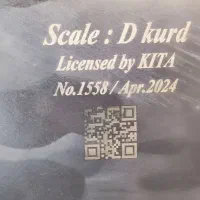 Scale : D kurd
Licensed by KITA
No.1558 / Apr.2024